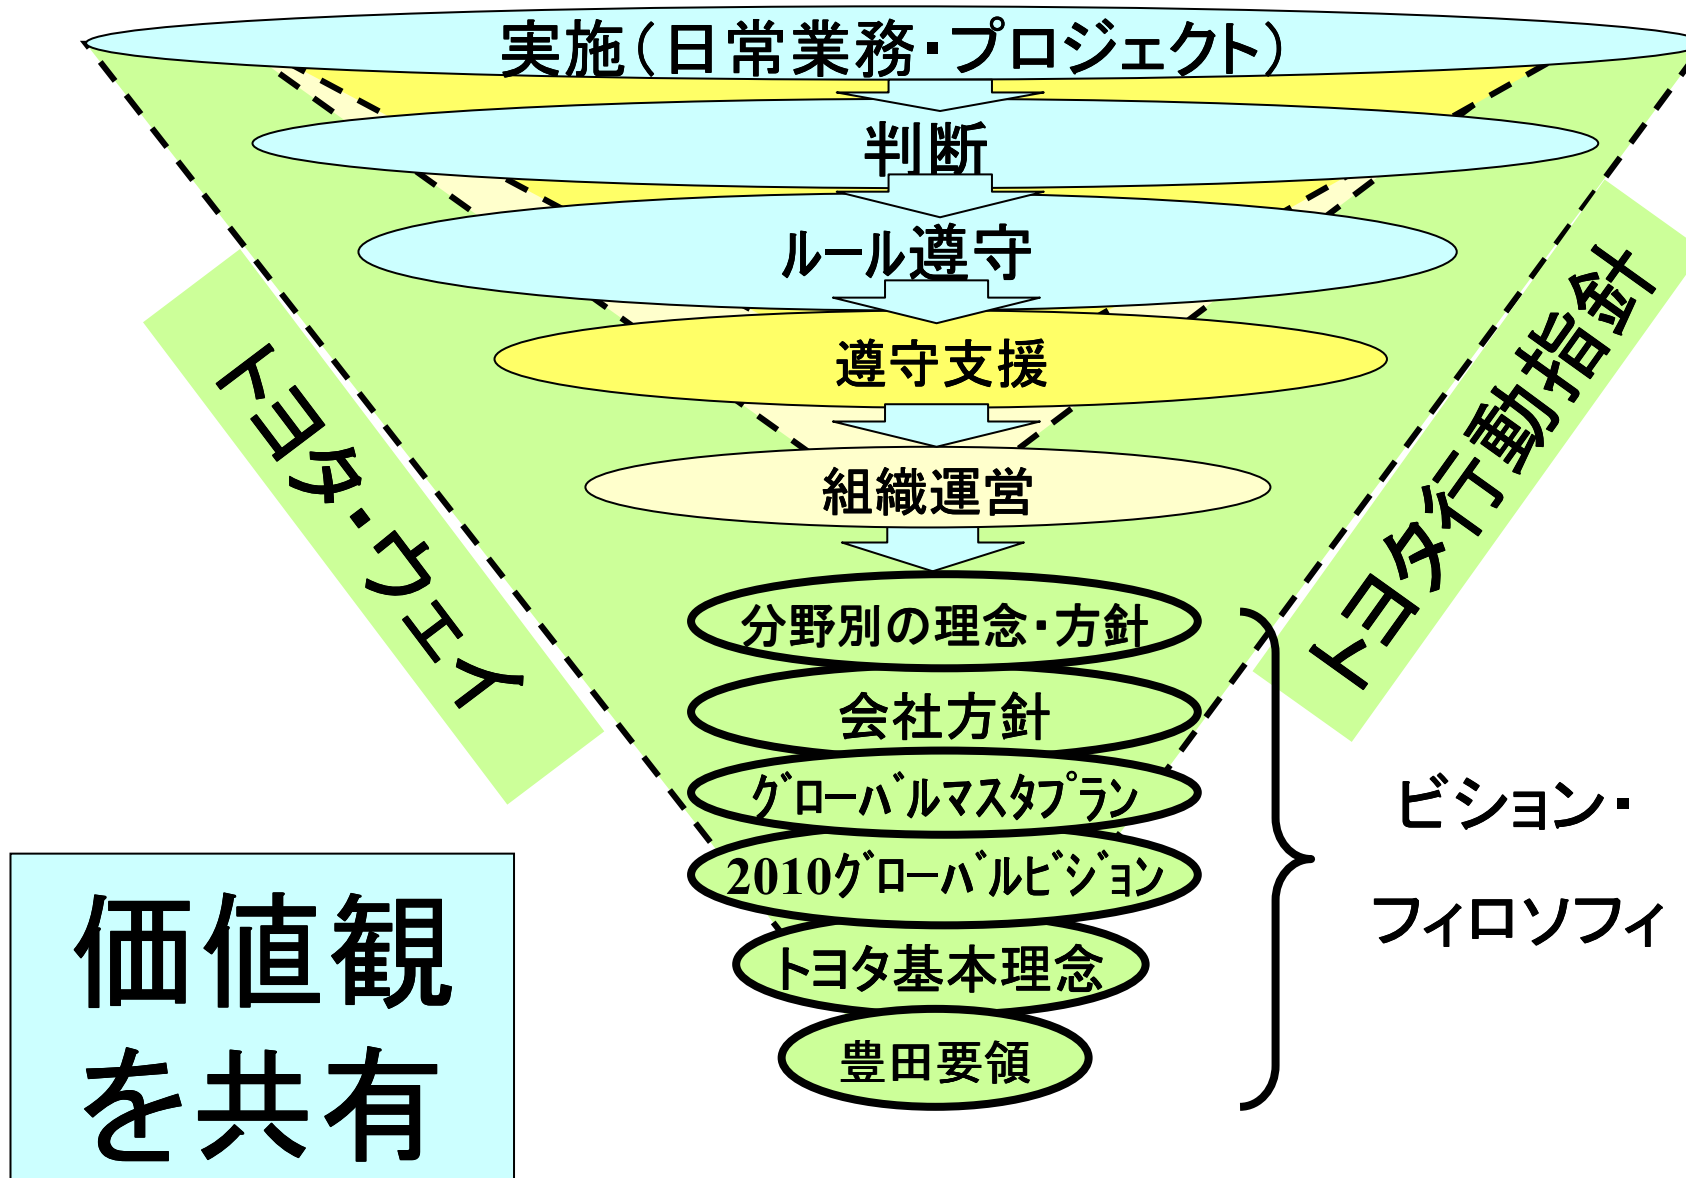 実施（日常業務・プロジェクト）
判断
ルール遵守
遵守支援
組織運営
分野別の理念・方針
会社方針
グローバルマスタプラン
2010グローバルビジョン
トヨタ基本理念
豊田要領
トヨタ・ウェイ
トヨタ行動指針
ビジョン・
フィロソフィ
価値観
を共有